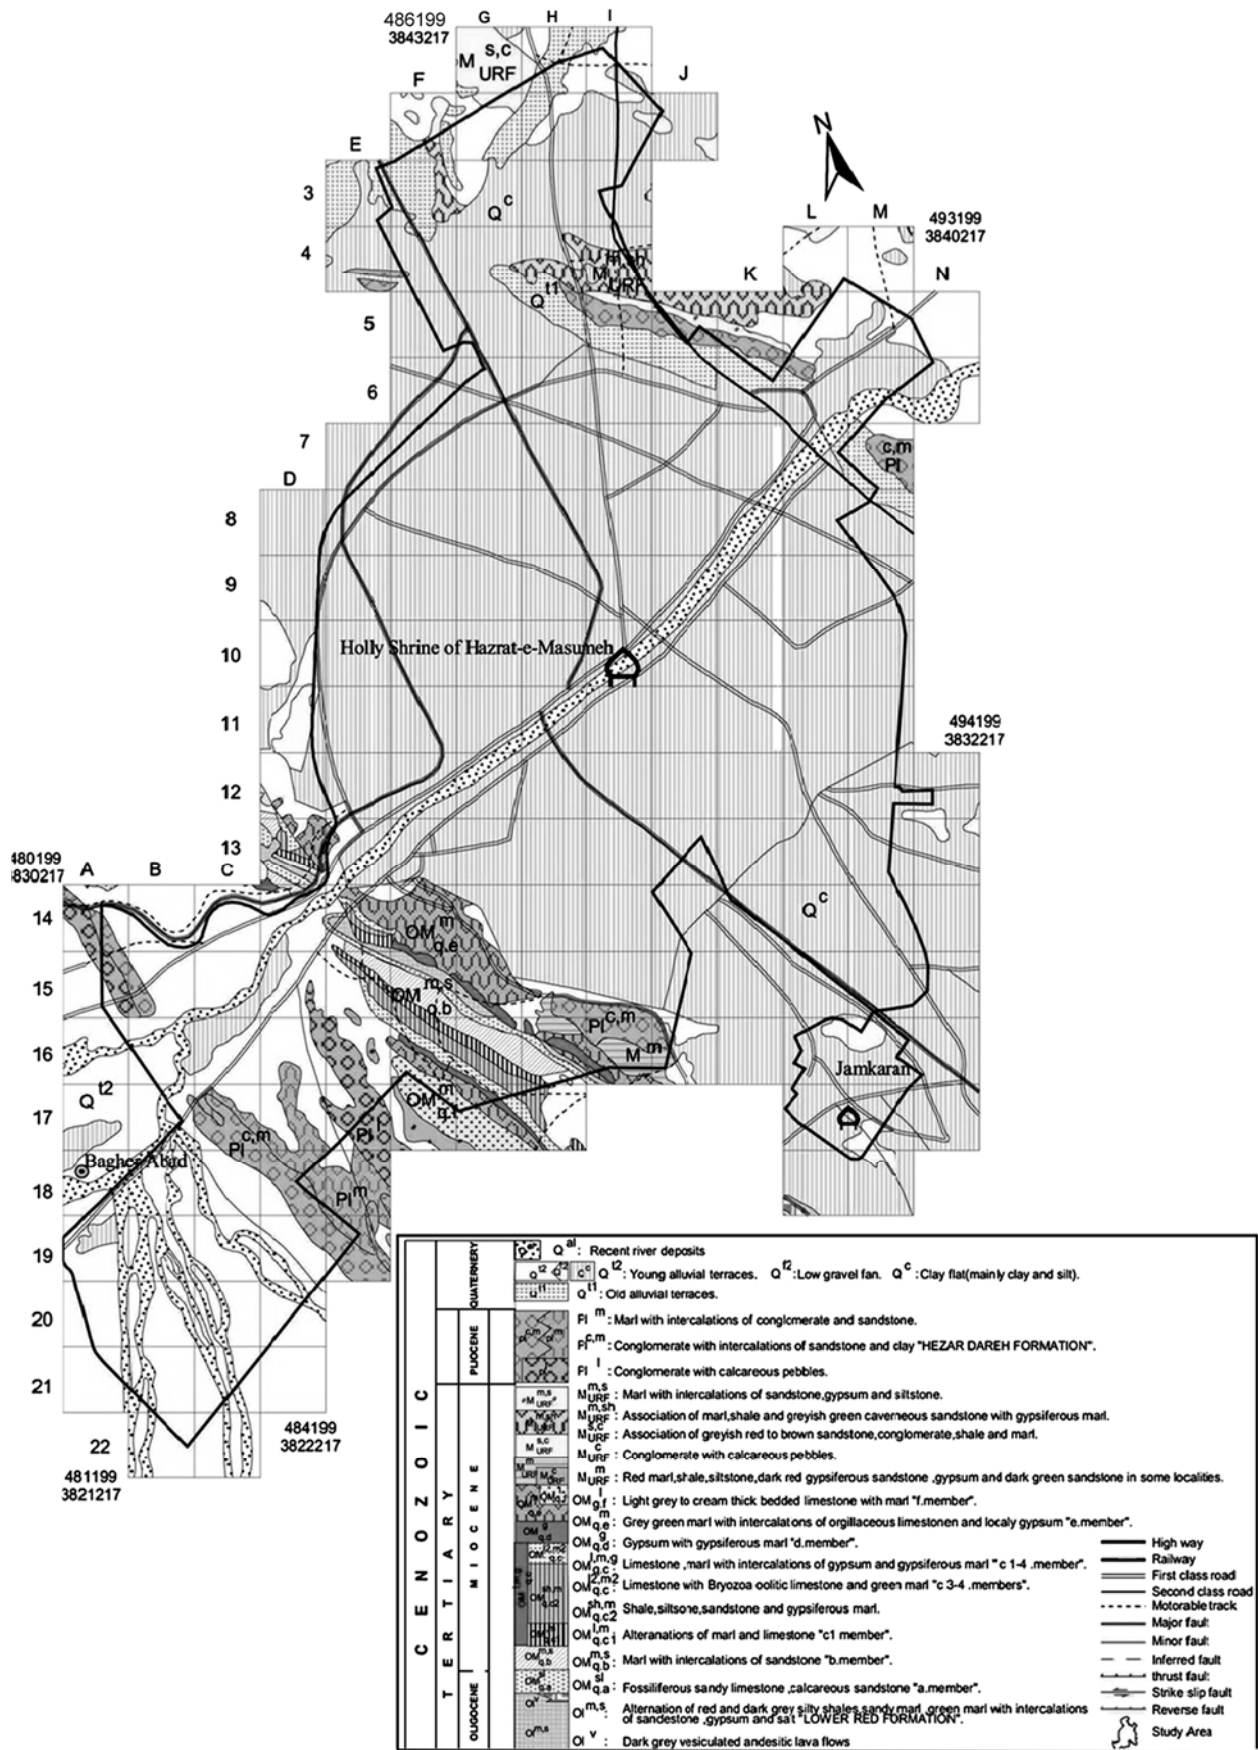 486199
3843217
G H I
M s,c URF
F
J
E
N
3
Q c
L M
493199
3840217
4
M m,sh URF
K
N
Q t1
5
6
7
c,m
Pl
D
8
9
Holly Shrine of Hazrat-e-Masumeh
10
11
494199
3832217
12
13
480199
3830217
A B C
14
OM m q.e
Q c
15
OM m,s q.b
Pl c,m
16
M m
Jamkaran
Q t2
OM m q.f
17
Pl c,m
Pl l
Bagher Abad
18
Pl m
19
20
21
22
484199
3822217
481199
3821217
CENOZOIC
TERTIARY
QUATERNERY
PLIOCENE
MIOCENE
OLIGOCENE
Q al : Recent river deposits
Q t2 : Young alluvial terraces. Q f2 : Low gravel fan. Q c : Clay flat(mainly clay and silt).
Q t1 : Old alluvial terraces.
Pl m : Marl with intercalations of conglomerate and sandstone.
Pl c,m : Conglomerate with intercalations of sandstone and clay "HEZAR DAREH FORMATION".
Pl l : Conglomerate with calcareous pebbles.
M m,s URF : Marl with intercalations of sandstone,gypsum and siltstone.
M m,sh URF : Association of marl,shale and greyish green caverneous sandstone with gypsiferous marl.
M s,c URF : Association of greyish red to brown sandstone,conglomerate,shale and marl.
M c URF : Conglomerate with calcareous pebbles.
M m URF : Red marl,shale,siltstone,dark red gypsiferous sandstone ,gypsum and dark green sandstone in some localities.
OM l q.f : Light grey to cream thick bedded limestone with marl "f.member".
OM m q.e : Grey green marl with intercalations of orgillaceous limestonen and localy gypsum "e.member".
OM g q.d : Gypsum with gypsiferous marl "d.member".
OM l,m,g q.c : Limestone ,marl with intercalations of gypsum and gypsiferous marl "c 1-4 .member".
OM l2,m2 q.c : Limestone with Bryozoa oolitic limestone and green marl "c 3-4 .members".
OM sh,m q.c2 Shale,siltsone,sandstone and gypsiferous marl.
OM l,m q.c1 : Alteranations of marl and limestone "c1 member".
OM m,s q.b : Marl with intercalations of sandstone "b.member".
OM sl q.a : Fossiliferous sandy limestone ,calcareous sandstone "a.member".
Ol m,s : Alternation of red and dark grey silty shales,sandy marl ,green marl with intercalations
of sandestone ,gypsum and salt "LOWER RED FORMATION".
Ol v : Dark grey vesiculated andesitic lava flows
High way
Railway
First class road
Second class road
Motorable track
Major fault
Minor fault
Inferred fault
thrust fault
Strike slip fault
Reverse fault
Study Area